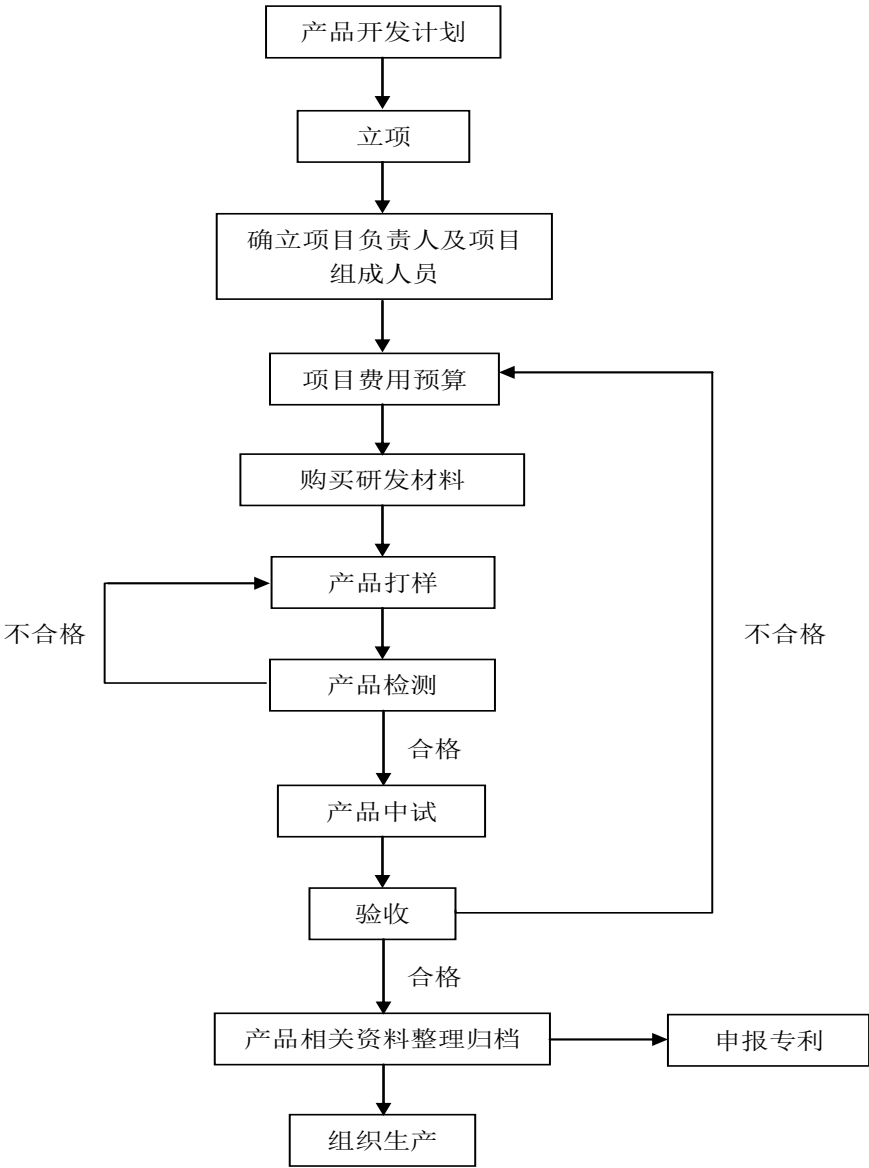 产品开发计划
立项
确立项目负责人及项目
组成人员
项目费用预算
购买研发材料
产品打样
不合格
不合格
产品检测
合格
产品中试
验收
合格
产品相关资料整理归档
申报专利
组织生产